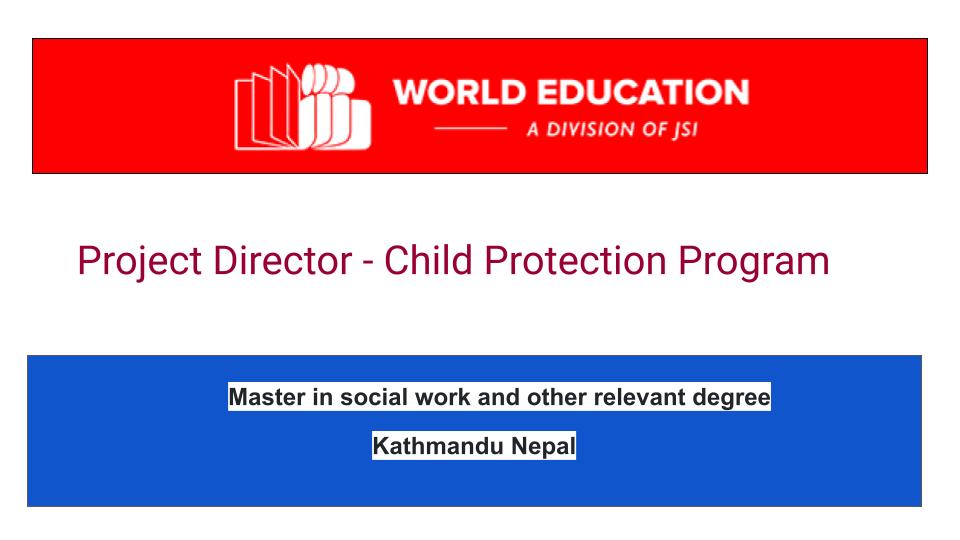 WORLD EDUCATION
A DIVISION OF JSI
Project Director - Child Protection Program
Master in social work and other relevant degree
Kathmandu Nepal